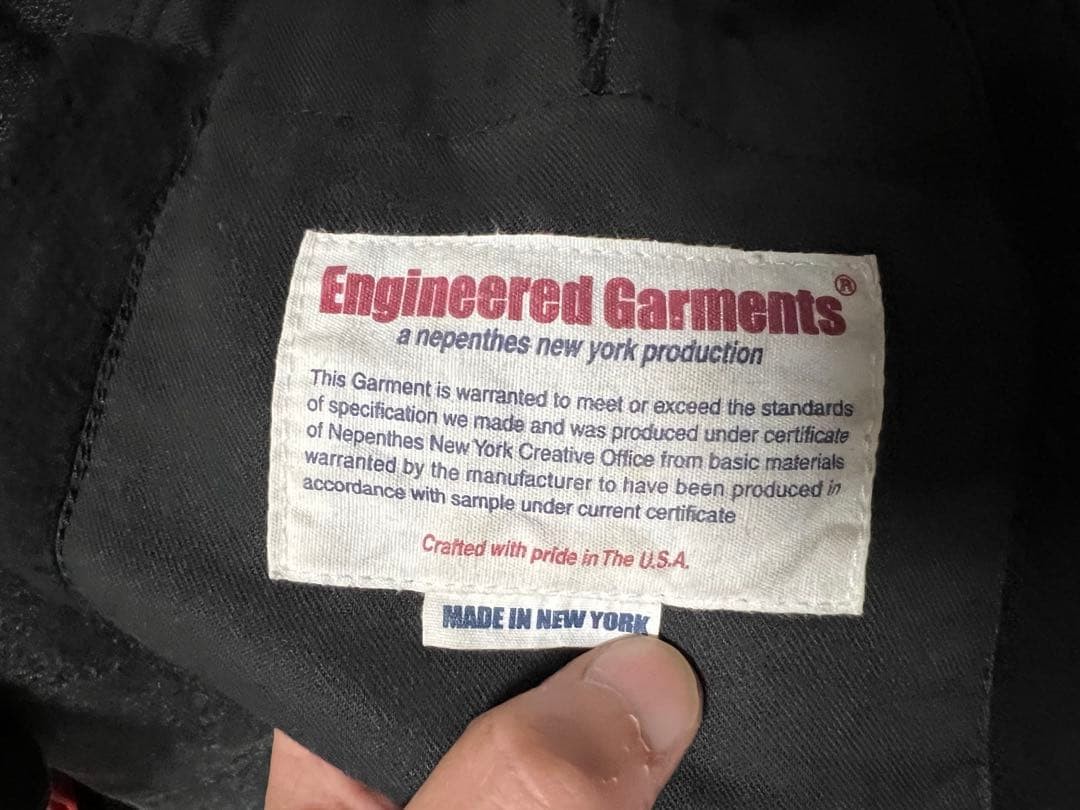 Engineered Garments®
a nepenthes new york production
This Garment is warranted to meet or exceed the standards
of specification we made and was produced under certificate
of Nepenthes New York Creative Office from basic materials
warranted by the manufacturer to have been produced in
accordance with sample under current certificate
Crafted with pride in The U.S.A.
MADE IN NEW YORK